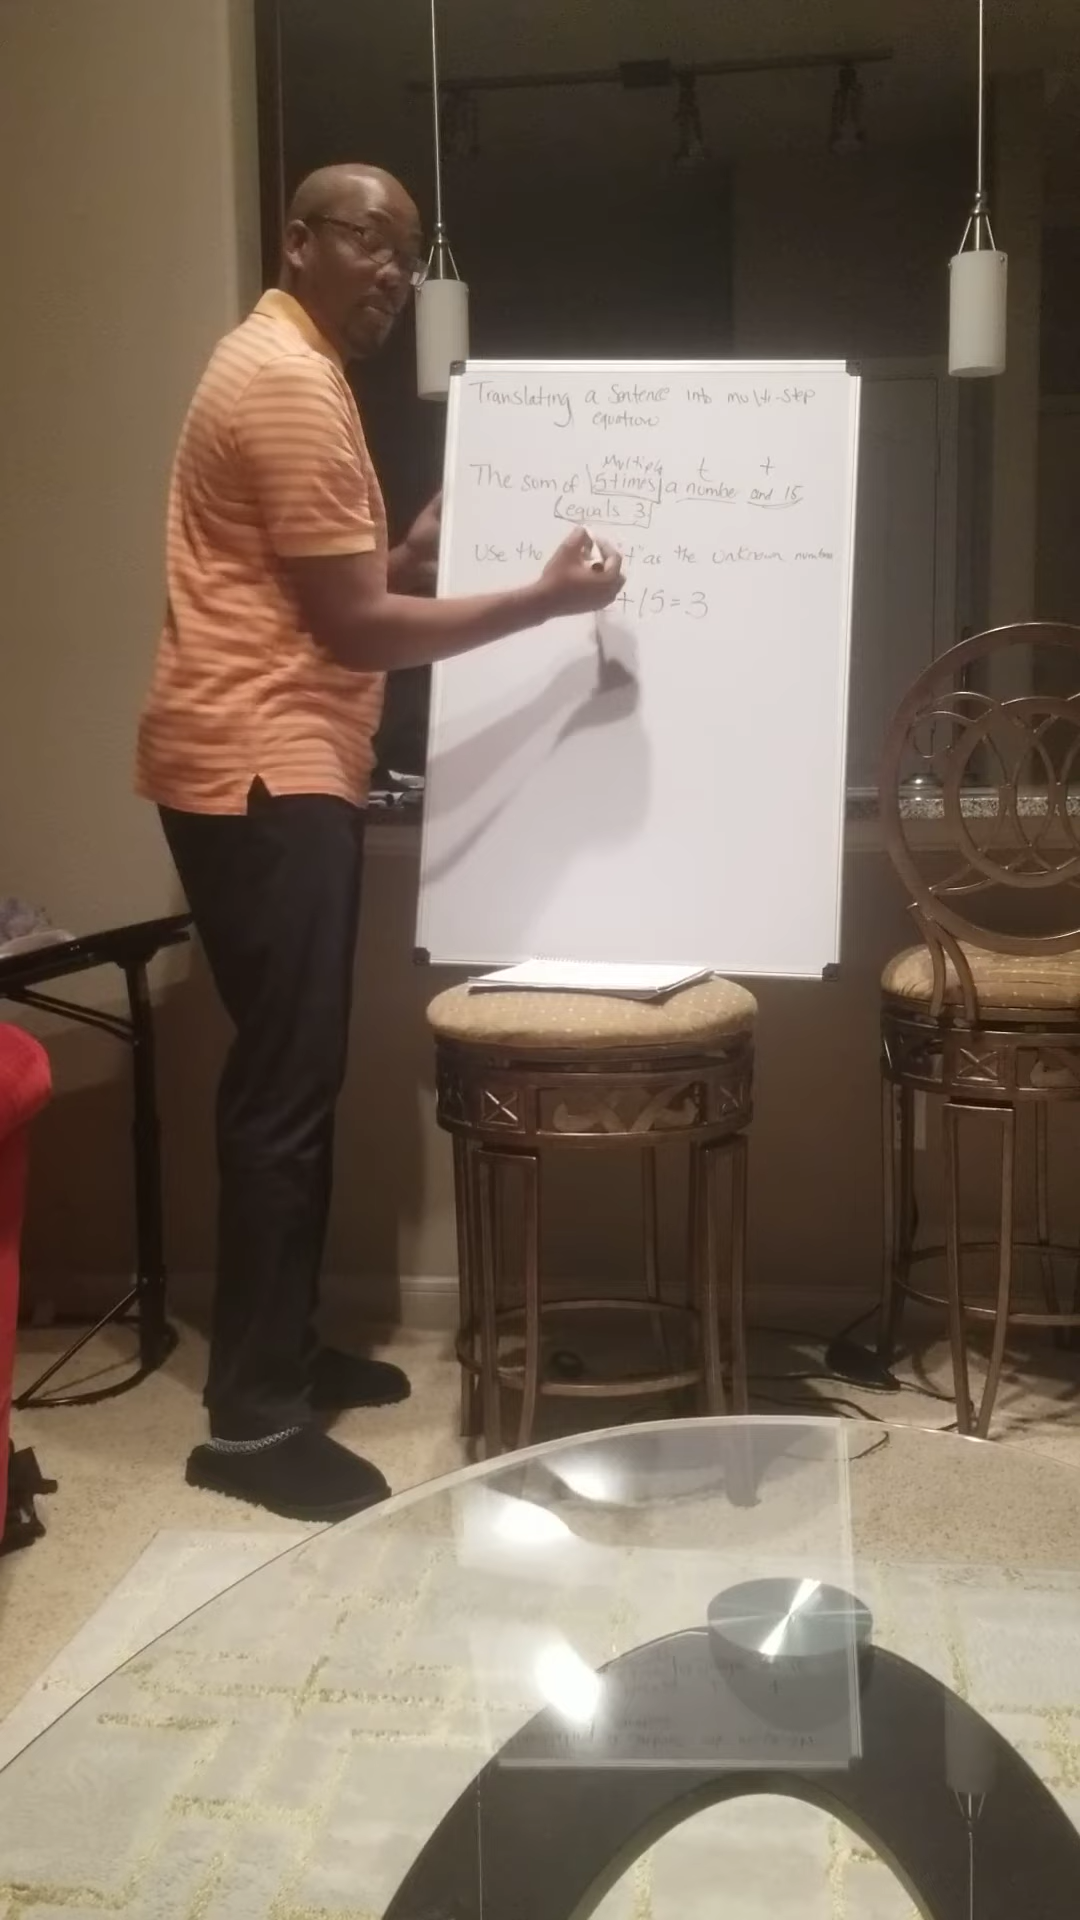 Translating a Sentence into multi-step
equation
Multiply t +
The sum of 5 times a number and 15
equals 3
Use the "t" as the unknown number
+15=3